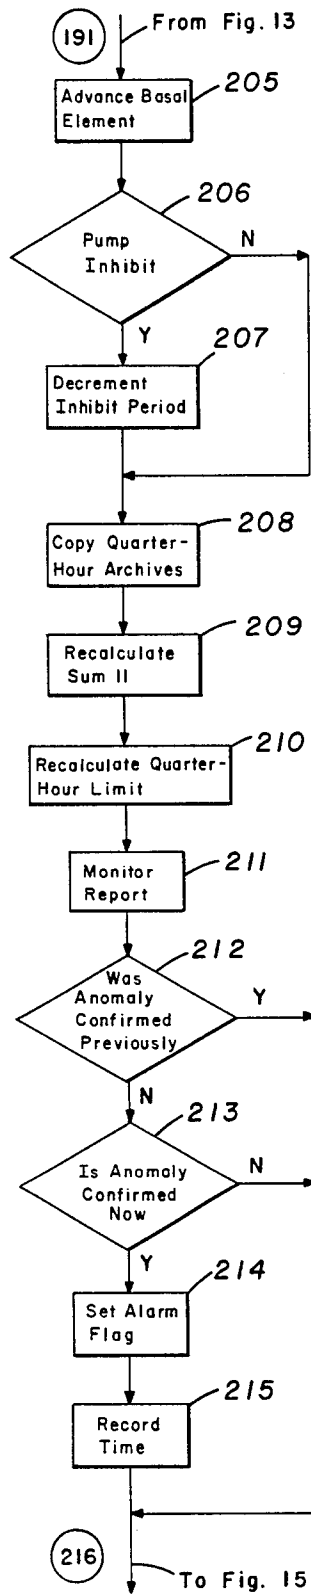 191
From Fig. 13
Advance Basal
Element
205
206
Pump
Inhibit
N
Y
207
Decrement
Inhibit Period
208
Copy Quarter-
Hour Archives
209
Recalculate
Sum II
210
Recalculate Quarter-
Hour Limit
211
Monitor
Report
212
Was
Anomaly
Confirmed
Previously
Y
N
213
Is Anomaly
Confirmed
Now
N
Y
214
Set Alarm
Flag
215
Record
Time
216
To Fig. 15